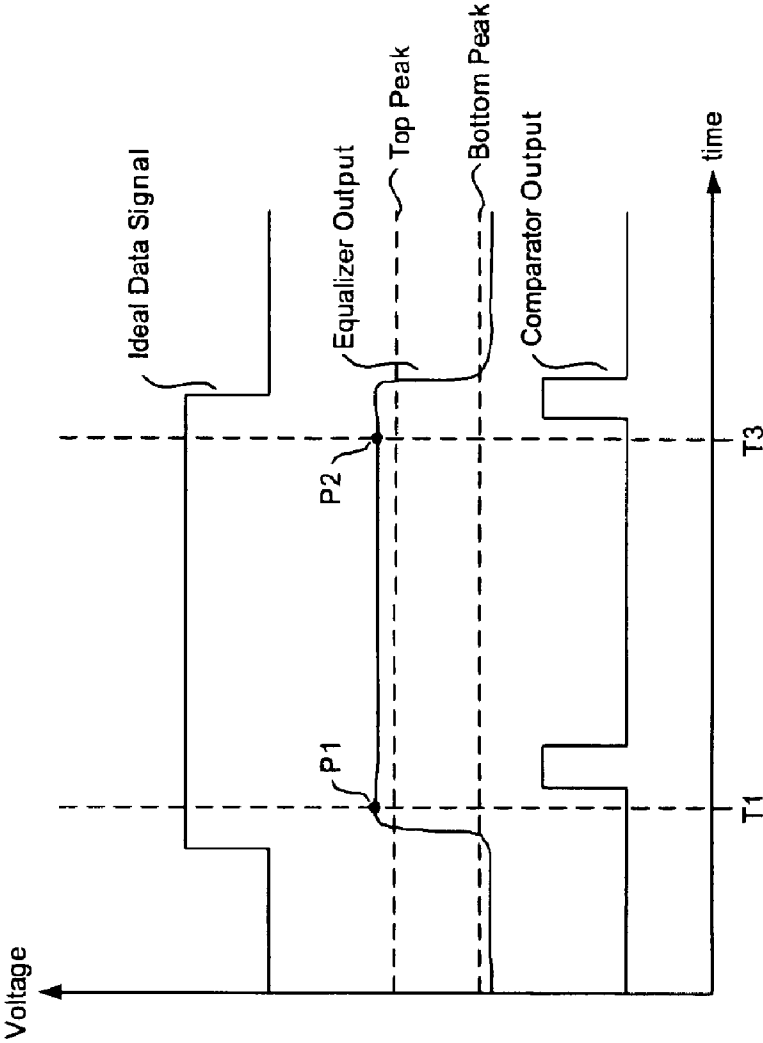 Voltage
Ideal Data Signal
Equalizer Output
Top Peak
Bottom Peak
Comparator Output
P1
P2
T1
T3
time